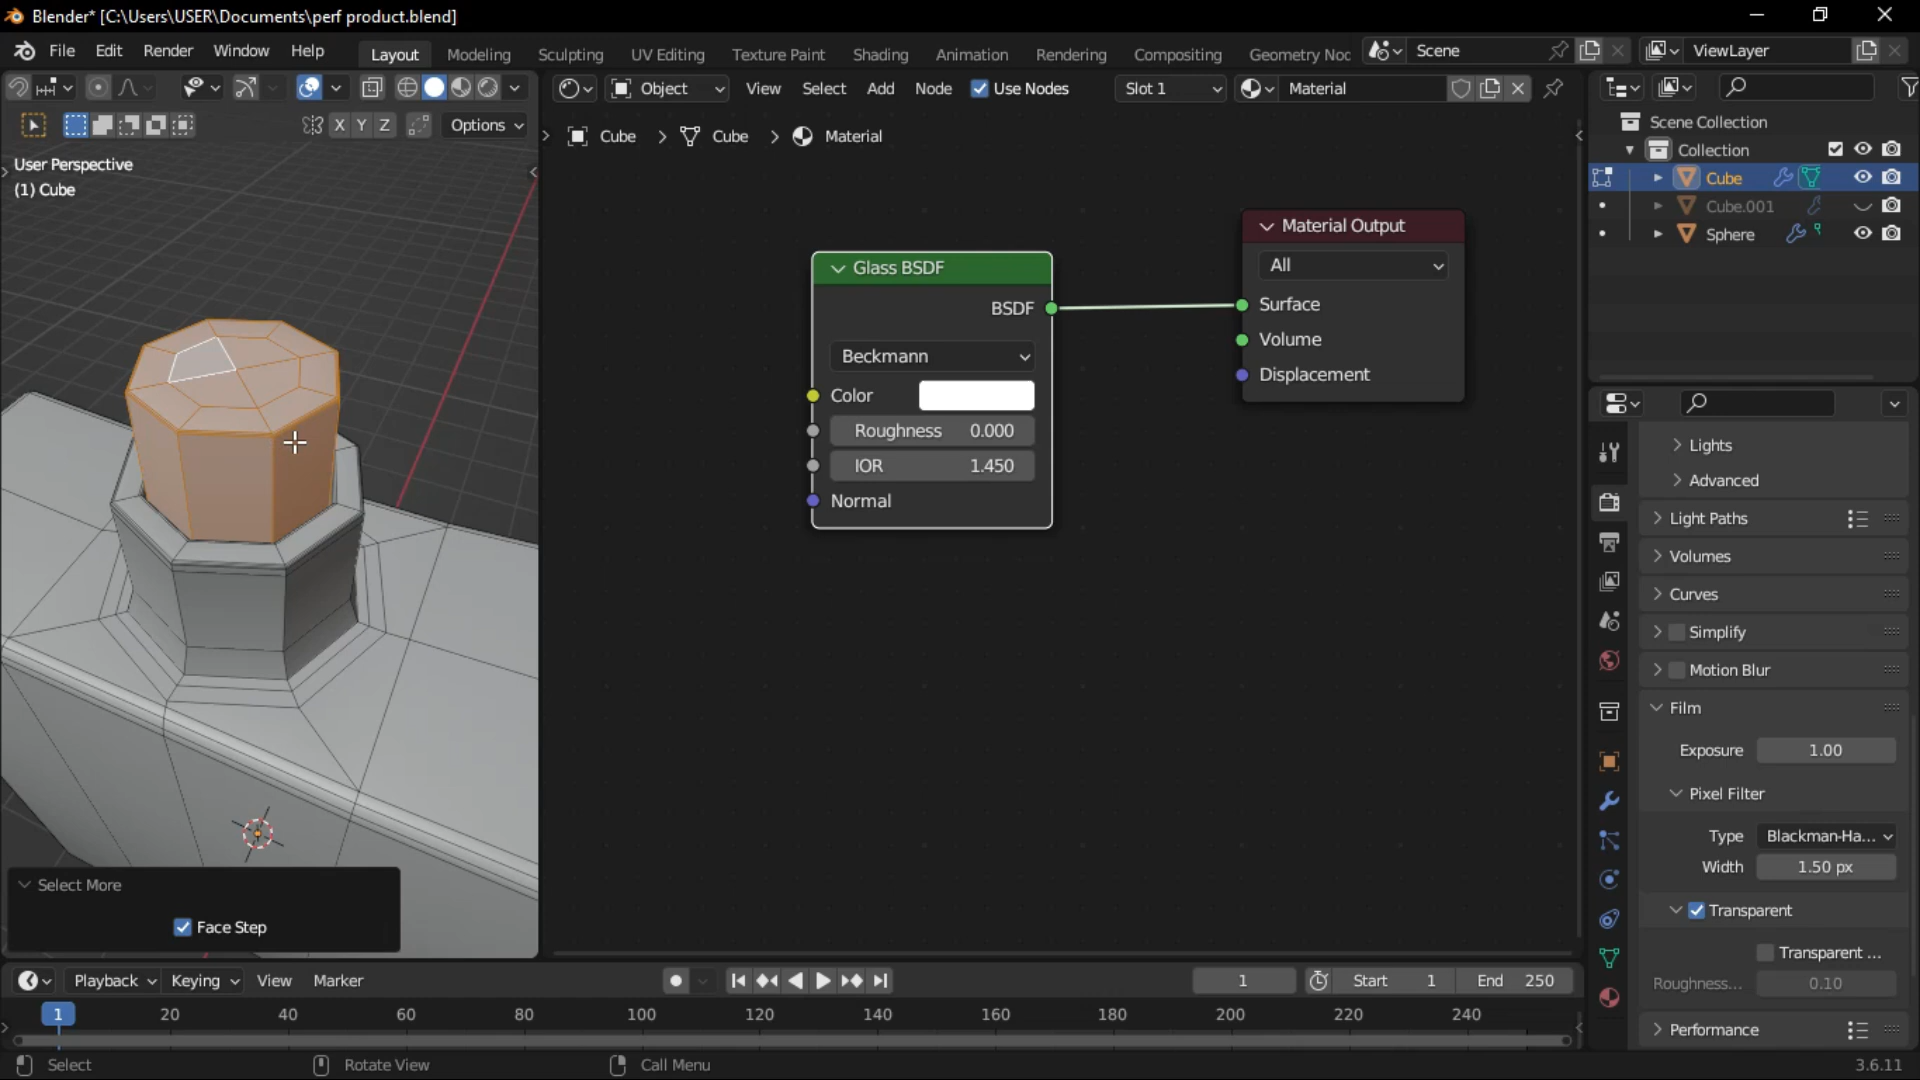 Blender* [C:\Users\USER\Documents\perf product.blend]
File Edit Render Window Help Layout Modeling Sculpting UV Editing Texture Paint Shading Animation Rendering Compositing Geometry Noc Scene ViewLayer
Object View Select Add Node Use Nodes Slot 1 Material
X Y Z Options
Cube > Cube > Material
User Perspective
(1) Cube
Scene Collection
Collection
Cube
Cube.001
Sphere
Material Output
All
Surface
Volume
Displacement
Glass BSDF
BSDF
Beckmann
Color
Roughness 0.000
IOR 1.450
Normal
Lights
Advanced
Light Paths
Volumes
Curves
Simplify
Motion Blur
Film
Exposure 1.00
Pixel Filter
Type Blackman-Ha...
Width 1.50 px
Transparent
Transparent ...
Roughness... 0.10
Performance
Select More
Face Step
Playback Keying View Marker 1 Start 1 End 250
1 20 40 60 80 100 120 140 160 180 200 220 240
Select Rotate View Call Menu 3.6.11